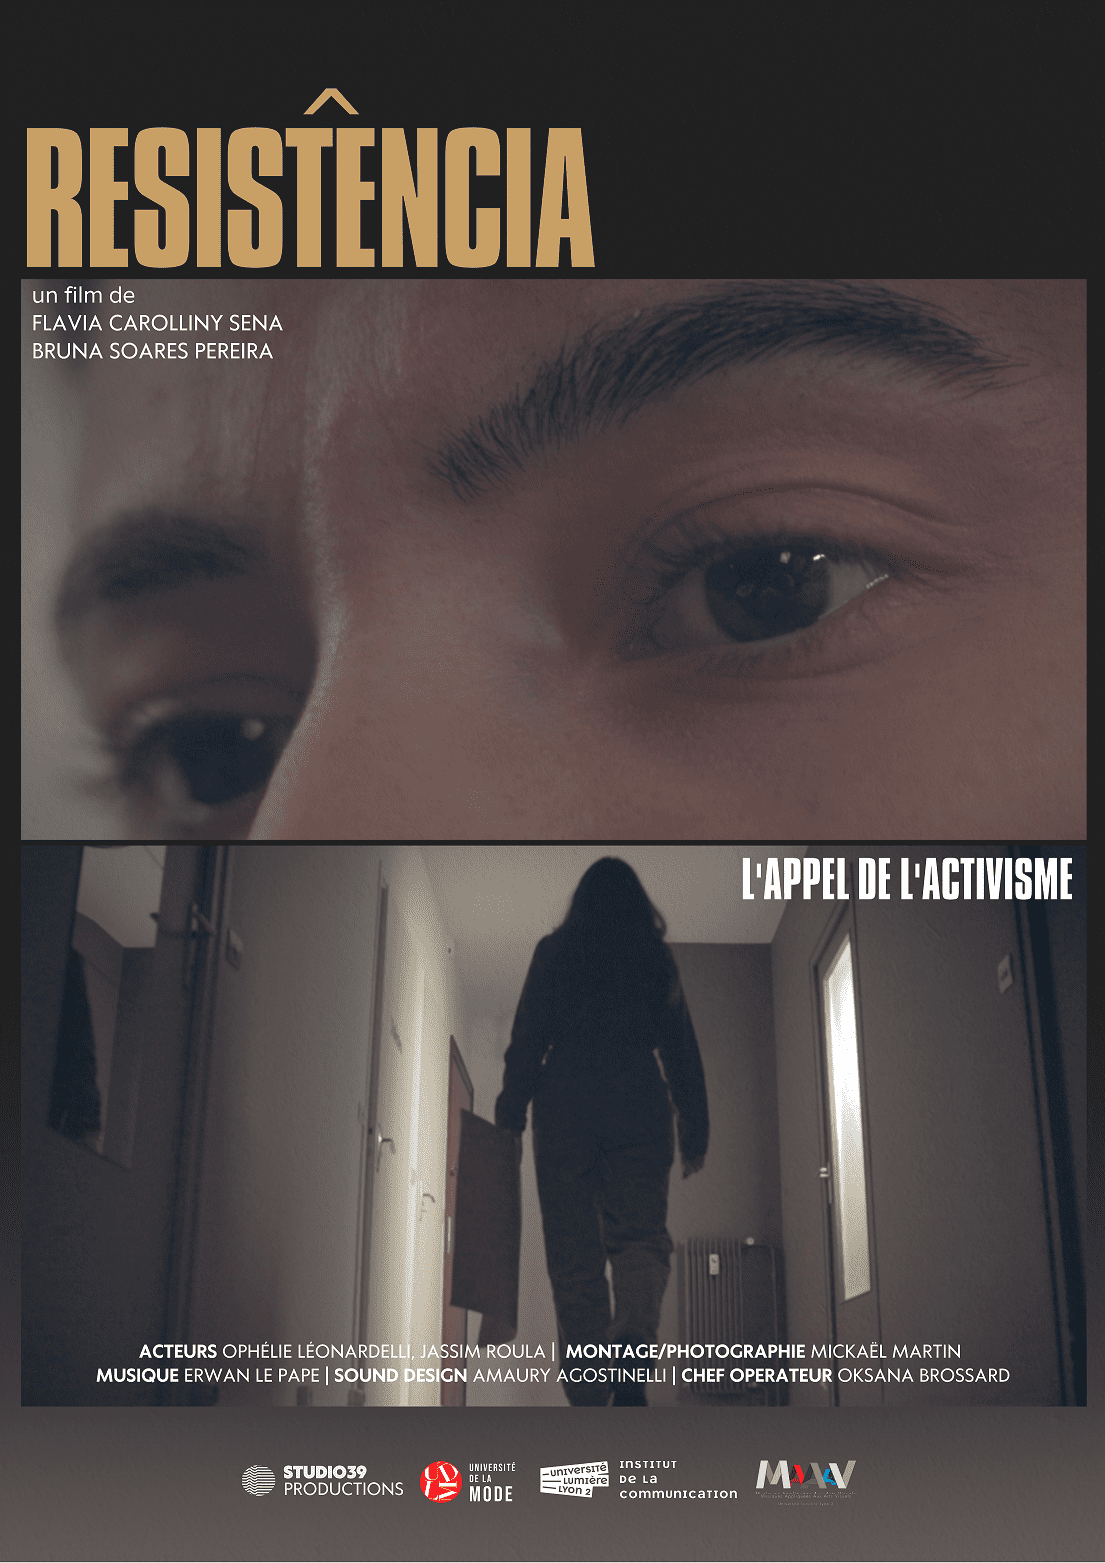 RESISTÊNCIA
un film de
FLAVIA CAROLLINY SENA
BRUNA SOARES PEREIRA
L'APPEL DE L'ACTIVISME
ACTEURS OPHÉLIE LÉONARDELLI, JASSIM ROULA | MONTAGE/PHOTOGRAPHIE MICKAËL MARTIN
MUSIQUE ERWAN LE PAPE | SOUND DESIGN AMAURY AGOSTINELLI | CHEF OPERATEUR OKSANA BROSSARD
STUDIO39
PRODUCTIONS
UNIVERSITÉ
DE LA
MODE
université
Lumière
Lyon 2
institut
de la
communication